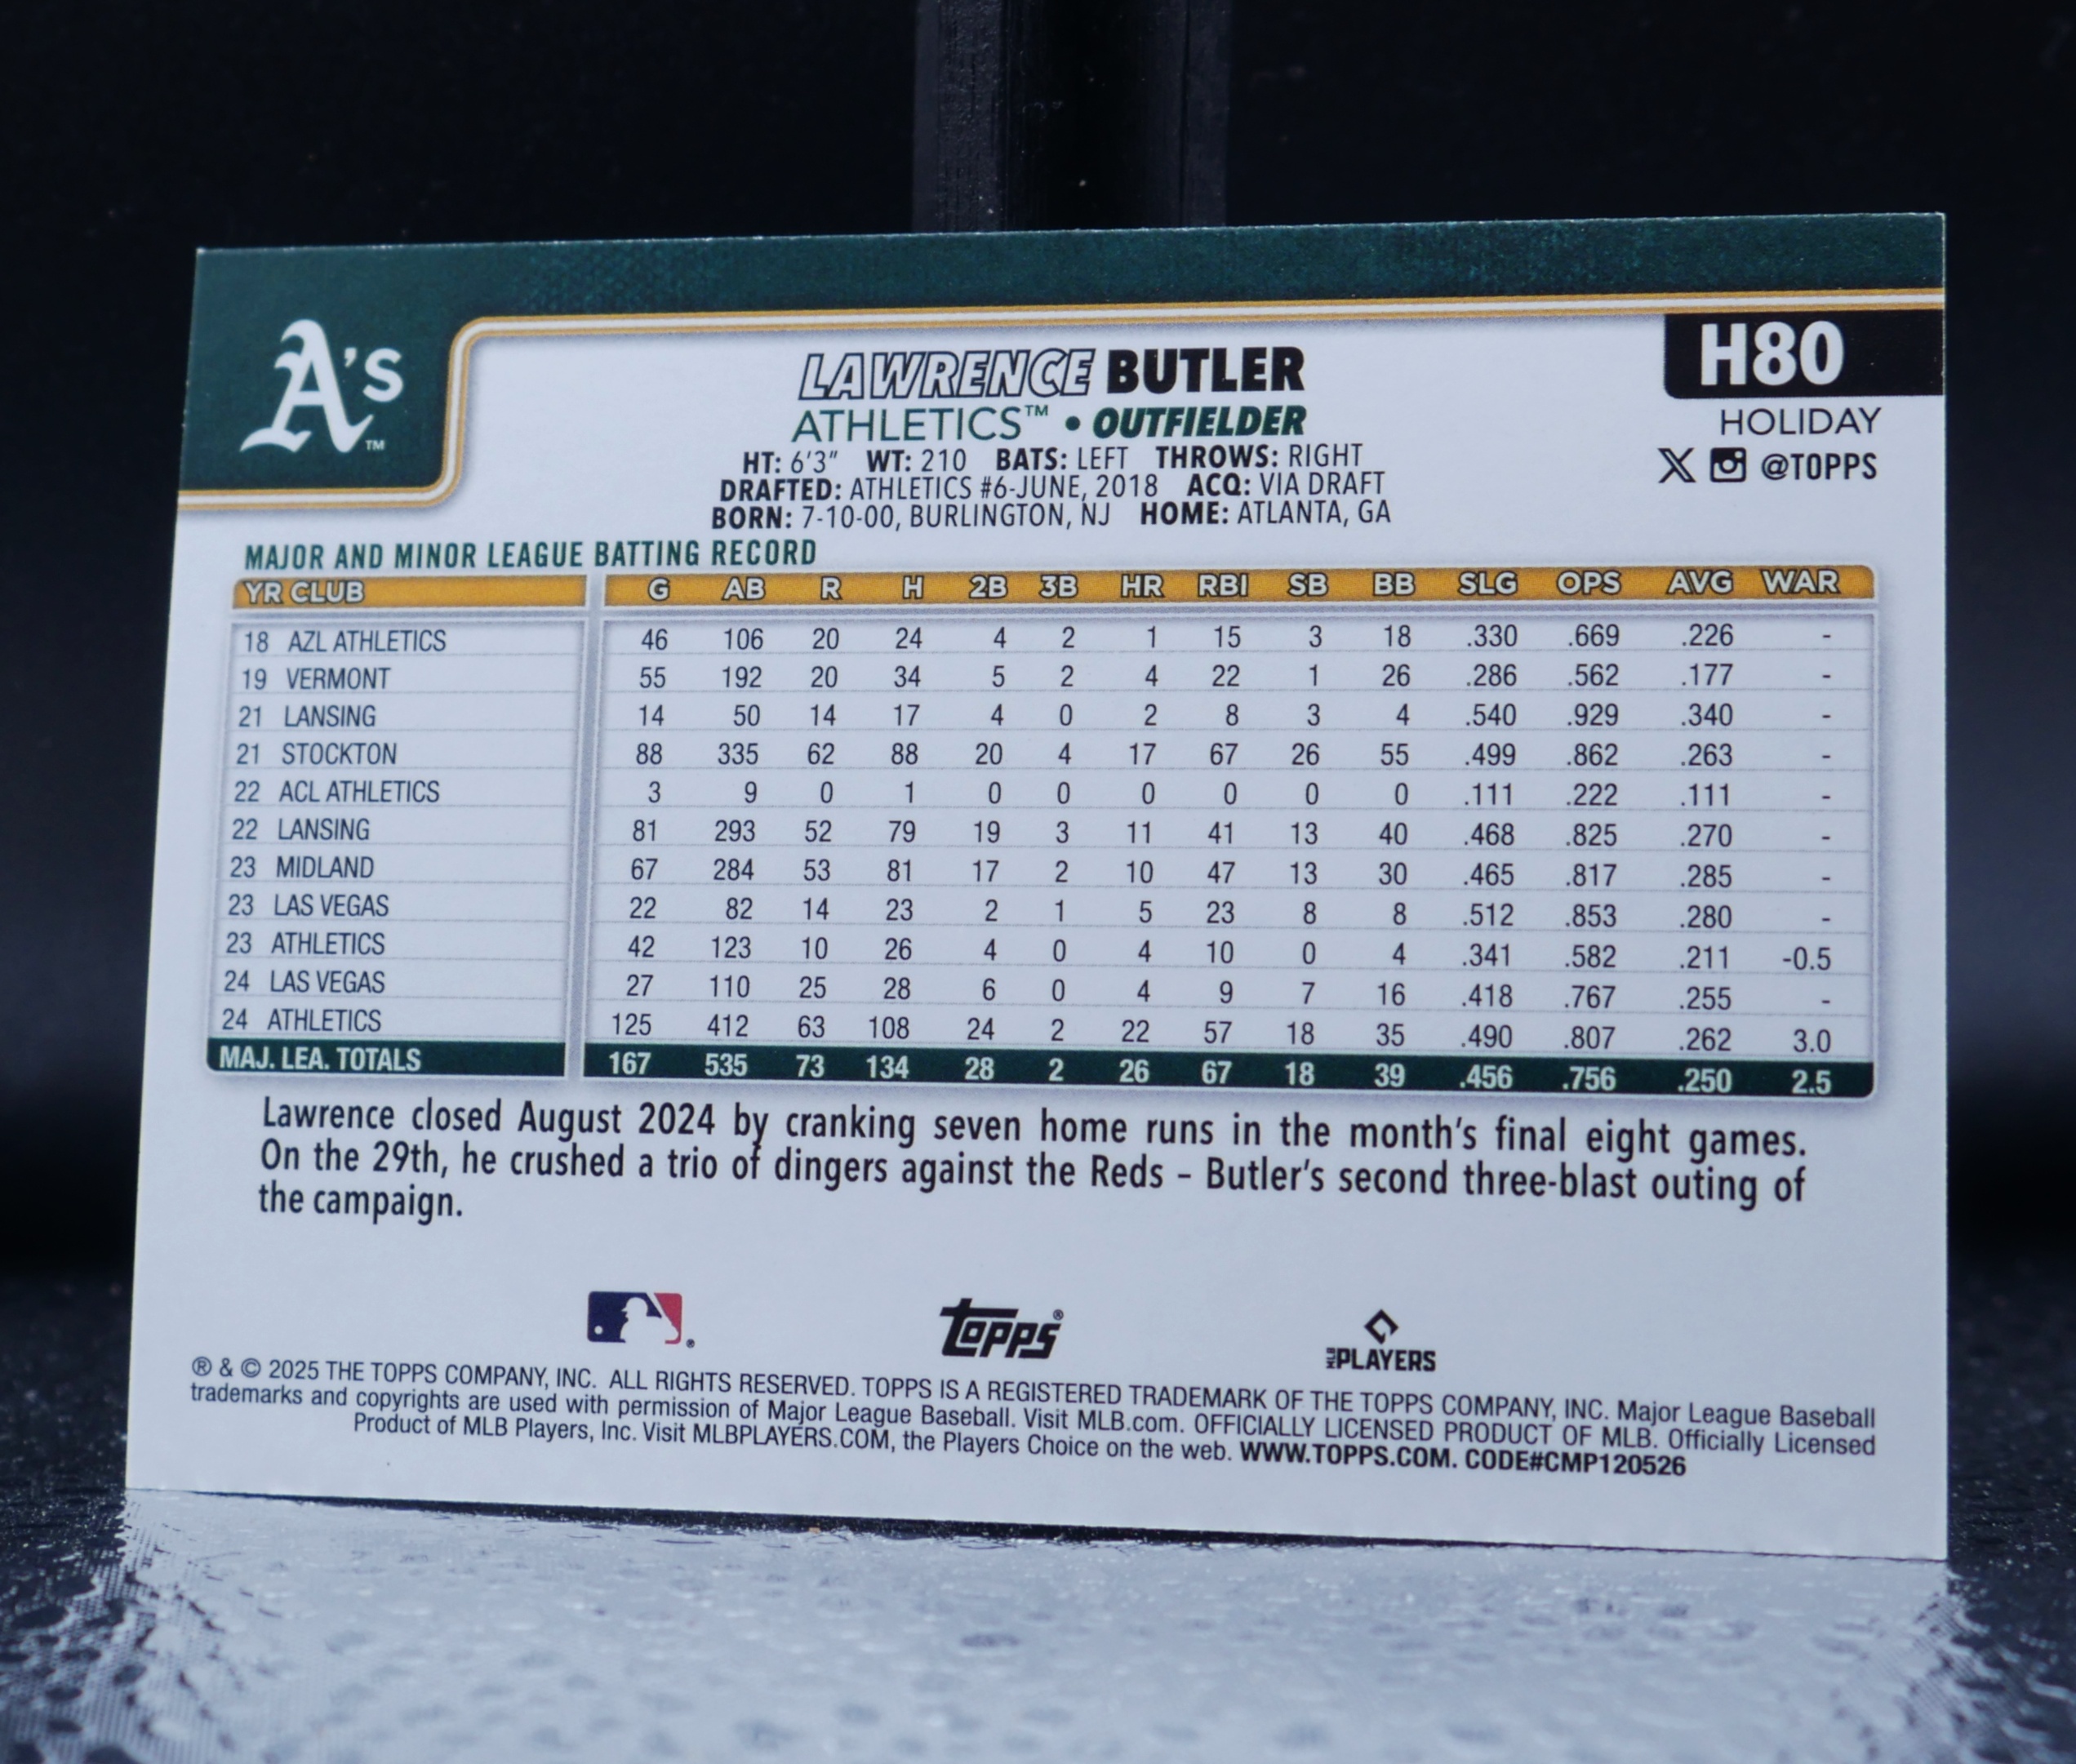 A's™
H80
HOLIDAY
@TOPPS
LAWRENCE BUTLER
ATHLETICS™ • OUTFIELDER
HT: 6'3" WT: 210 BATS: LEFT THROWS: RIGHT
DRAFTED: ATHLETICS #6-JUNE, 2018 ACQ: VIA DRAFT
BORN: 7-10-00, BURLINGTON, NJ HOME: ATLANTA, GA
MAJOR AND MINOR LEAGUE BATTING RECORD
YR CLUB G AB R H 2B 3B HR RBI SB BB SLG OPS AVG WAR
18 AZL ATHLETICS 46 106 20 24 4 2 1 15 3 18 .330 .669 .226 -
19 VERMONT 55 192 20 34 5 2 4 22 1 26 .286 .562 .177 -
21 LANSING 14 50 14 17 4 0 2 8 3 4 .540 .929 .340 -
21 STOCKTON 88 335 62 88 20 4 17 67 26 55 .499 .862 .263 -
22 ACL ATHLETICS 3 9 0 1 0 0 0 0 0 0 .111 .222 .111 -
22 LANSING 81 293 52 79 19 3 11 41 13 40 .468 .825 .270 -
23 MIDLAND 67 284 53 81 17 2 10 47 13 30 .465 .817 .285 -
23 LAS VEGAS 22 82 14 23 2 1 5 23 8 8 .512 .853 .280 -
23 ATHLETICS 42 123 10 26 4 0 4 10 0 4 .341 .582 .211 -0.5
24 LAS VEGAS 27 110 25 28 6 0 4 9 7 16 .418 .767 .255 -
24 ATHLETICS 125 412 63 108 24 2 22 57 18 35 .490 .807 .262 3.0
MAJ. LEA. TOTALS 167 535 73 134 28 2 26 67 18 39 .456 .756 .250 2.5
Lawrence closed August 2024 by cranking seven home runs in the month's final eight games.
On the 29th, he crushed a trio of dingers against the Reds – Butler's second three-blast outing of
the campaign.
topps®
MLB PLAYERS
® & © 2025 THE TOPPS COMPANY, INC. ALL RIGHTS RESERVED. TOPPS IS A REGISTERED TRADEMARK OF THE TOPPS COMPANY, INC. Major League Baseball
trademarks and copyrights are used with permission of Major League Baseball. Visit MLB.com. OFFICIALLY LICENSED PRODUCT OF MLB. Officially Licensed
Product of MLB Players, Inc. Visit MLBPLAYERS.COM, the Players Choice on the web. WWW.TOPPS.COM. CODE#CMP120526